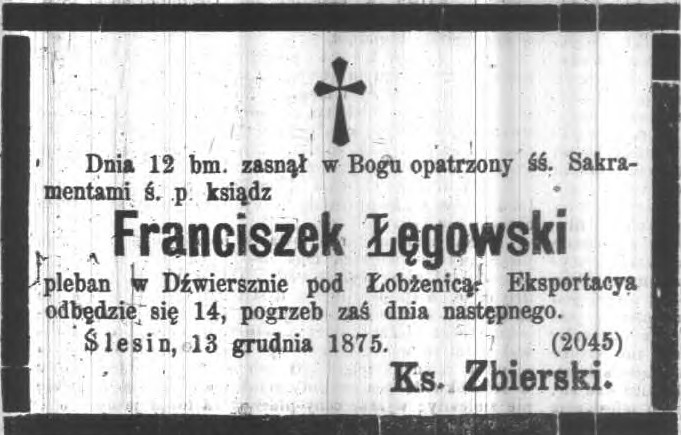 Dnia 12 bm. zasnął w Bogu opatrzony śś. Sakra-
mentami ś. p. ksiądz
Franciszek Łęgowski
pleban w Dźwiersznie pod Łobżenicą. Eksportacya
odbędzie się 14, pogrzeb zaś dnia następnego.
Ślesin, 13 grudnia 1875. (2045)
Ks. Zbierski.